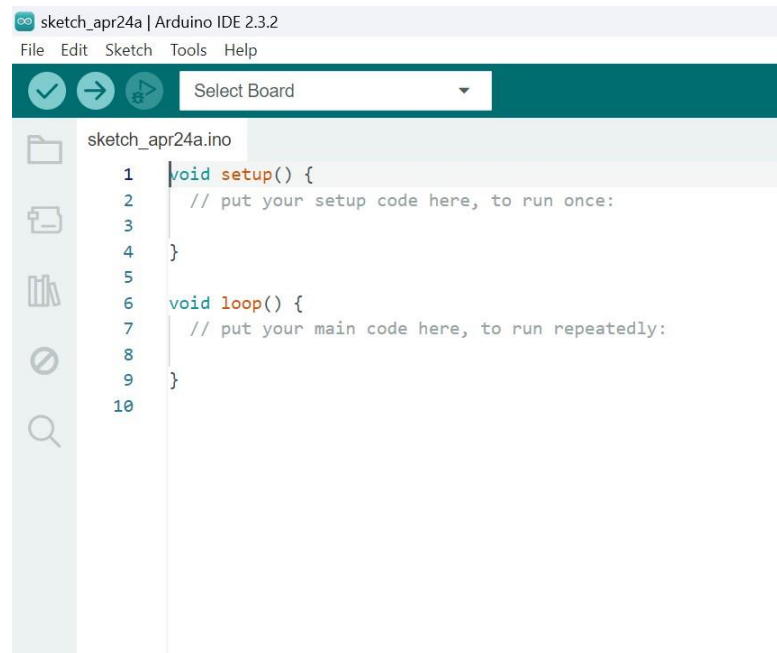 sketch_apr24a | Arduino IDE 2.3.2
File Edit Sketch Tools Help
Select Board
sketch_apr24a.ino
1 void setup() {
2 // put your setup code here, to run once:
3
4 }
5
6 void loop() {
7 // put your main code here, to run repeatedly:
8
9 }
10